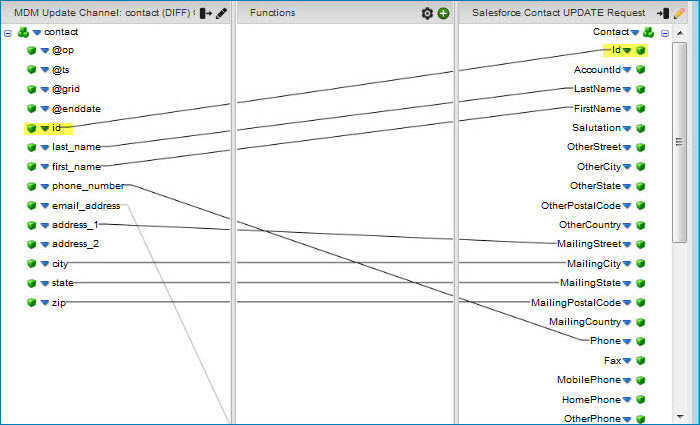 MDM Update Channel: contact (DIFF)
Functions
Salesforce Contact UPDATE Request
contact
@op
@ts
@grid
@enddate
id
last_name
first_name
phone_number
email_address
address_1
address_2
city
state
zip
Contact
Id
AccountId
LastName
FirstName
Salutation
OtherStreet
OtherCity
OtherState
OtherPostalCode
OtherCountry
MailingStreet
MailingCity
MailingState
MailingPostalCode
MailingCountry
Phone
Fax
MobilePhone
HomePhone
OtherPhone